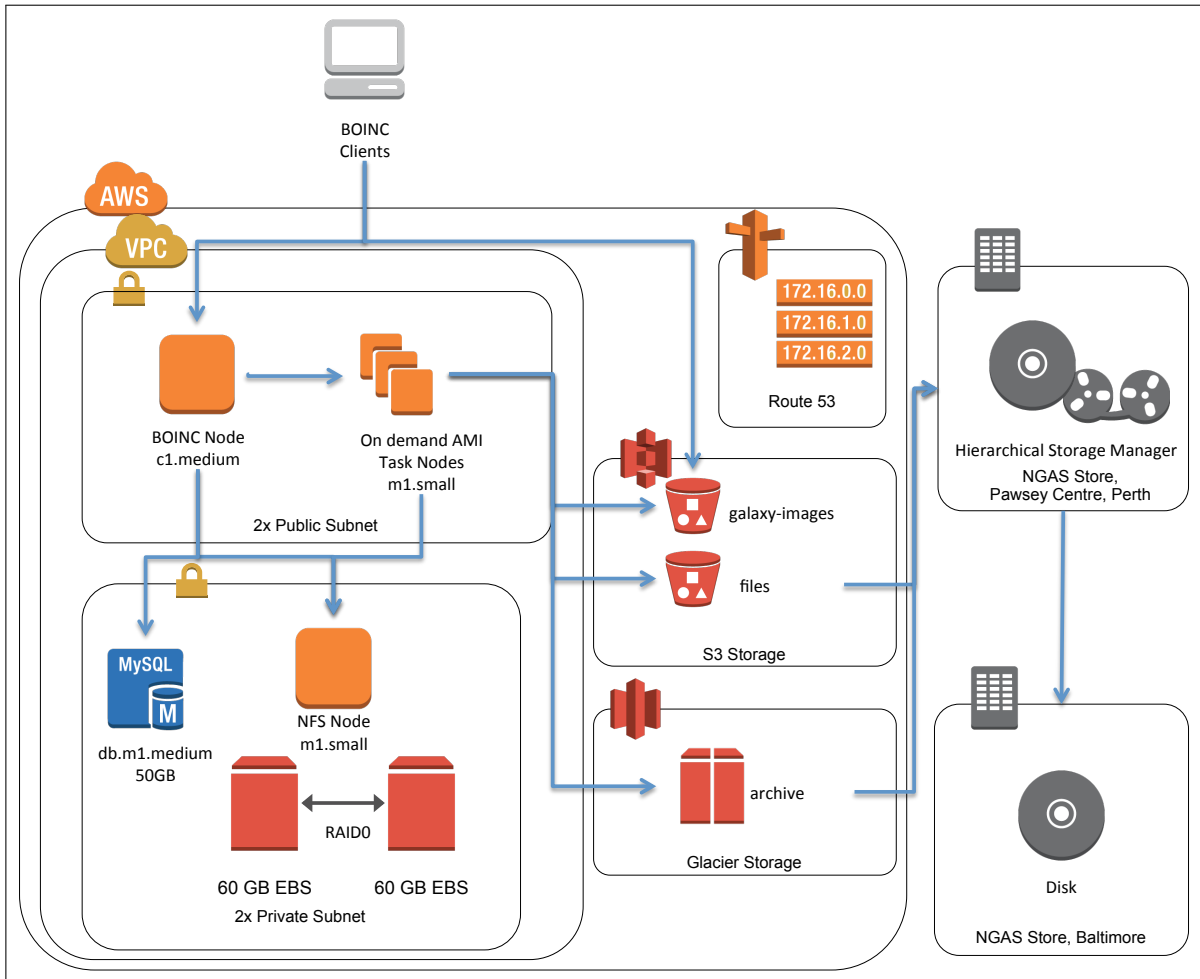 BOINC
Clients
AWS
VPC
172.16.0.0
172.16.1.0
172.16.2.0
Route 53
BOINC Node
c1.medium
On demand AMI
Task Nodes
m1.small
2x Public Subnet
galaxy-images
files
S3 Storage
Hierarchical Storage Manager
NGAS Store,
Pawsey Centre, Perth
MySQL
M
db.m1.medium
50GB
NFS Node
m1.small
RAID0
60 GB EBS
60 GB EBS
2x Private Subnet
archive
Glacier Storage
Disk
NGAS Store, Baltimore